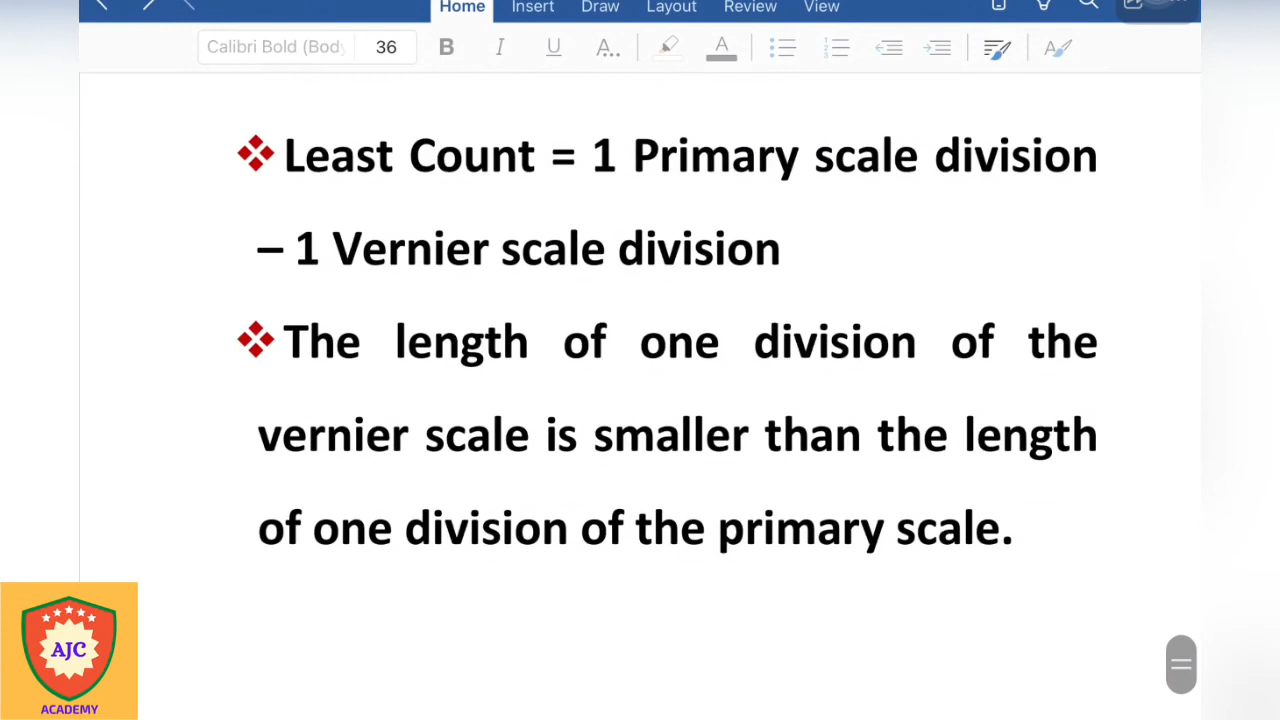 Home Insert Draw Layout Review View
Calibri Bold (Body 36 B I U A.. A A
❖ Least Count = 1 Primary scale division
– 1 Vernier scale division
❖ The length of one division of the
vernier scale is smaller than the length
of one division of the primary scale.
AJC
ACADEMY